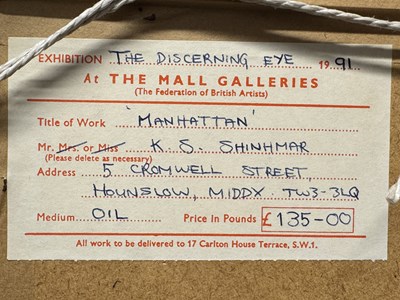 EXHIBITION THE DISCERNING EYE 1991
At THE MALL GALLERIES
(The Federation of British Artists)
Title of Work 'MANHATTAN'
Mr. Mrs. or Miss K. S. SHINHMAR
(Please delete as necessary)
Address 5 CROMWELL STREET,
HOUNSLOW, MIDDX. TW3-3LQ
Medium OIL Price in Pounds £135-00
All work to be delivered to 17 Carlton House Terrace, S.W.1.